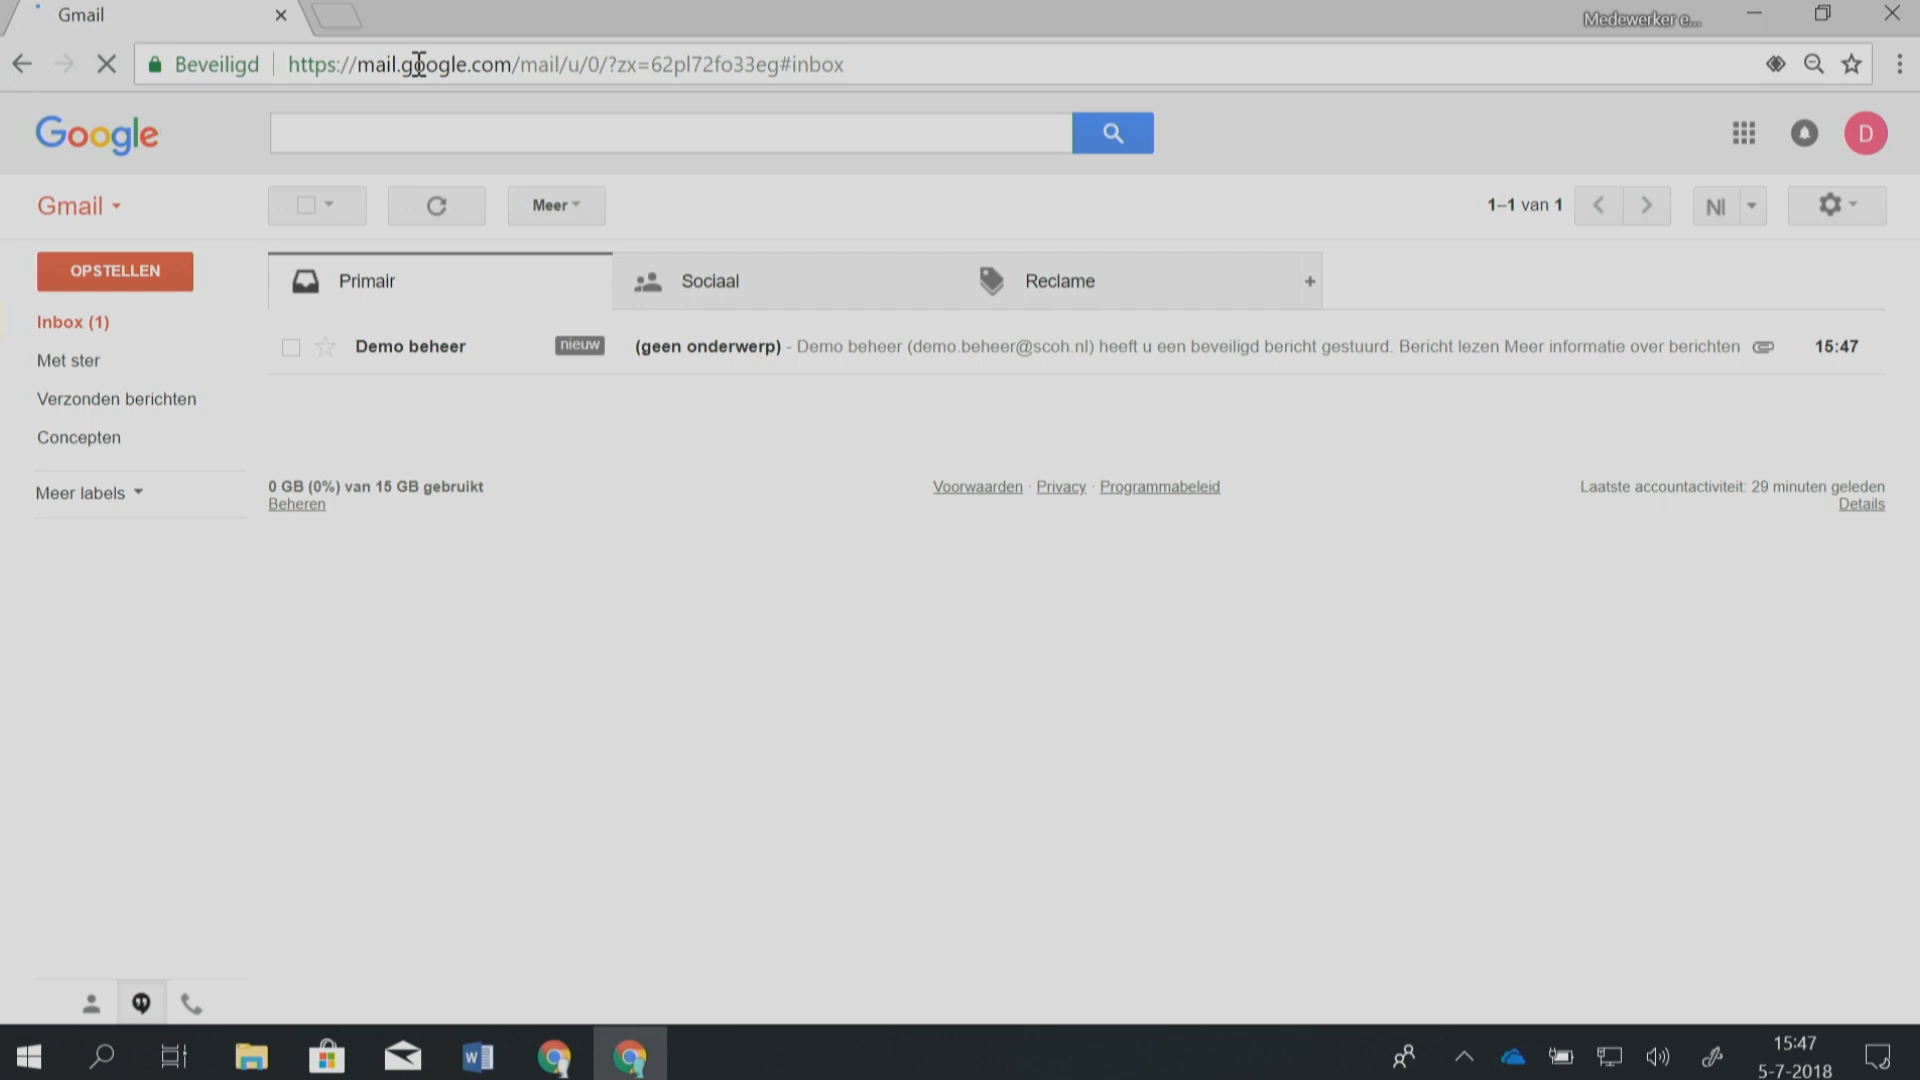 Gmail
Medewerker e...
Beveiligd
https://mail.google.com/mail/u/0/?zx=62pl72fo33eg#inbox
Google
D
Gmail
Meer
1–1 van 1
Nl
OPSTELLEN
Primair
Sociaal
Reclame
+
Inbox (1)
Demo beheer
nieuw
(geen onderwerp) - Demo beheer (demo.beheer@scoh.nl) heeft u een beveiligd bericht gestuurd. Bericht lezen Meer informatie over berichten
15:47
Met ster
Verzonden berichten
Concepten
Meer labels
0 GB (0%) van 15 GB gebruikt
Beheren
Voorwaarden · Privacy · Programmabeleid
Laatste accountactiviteit: 29 minuten geleden
Details
15:47
5-7-2018